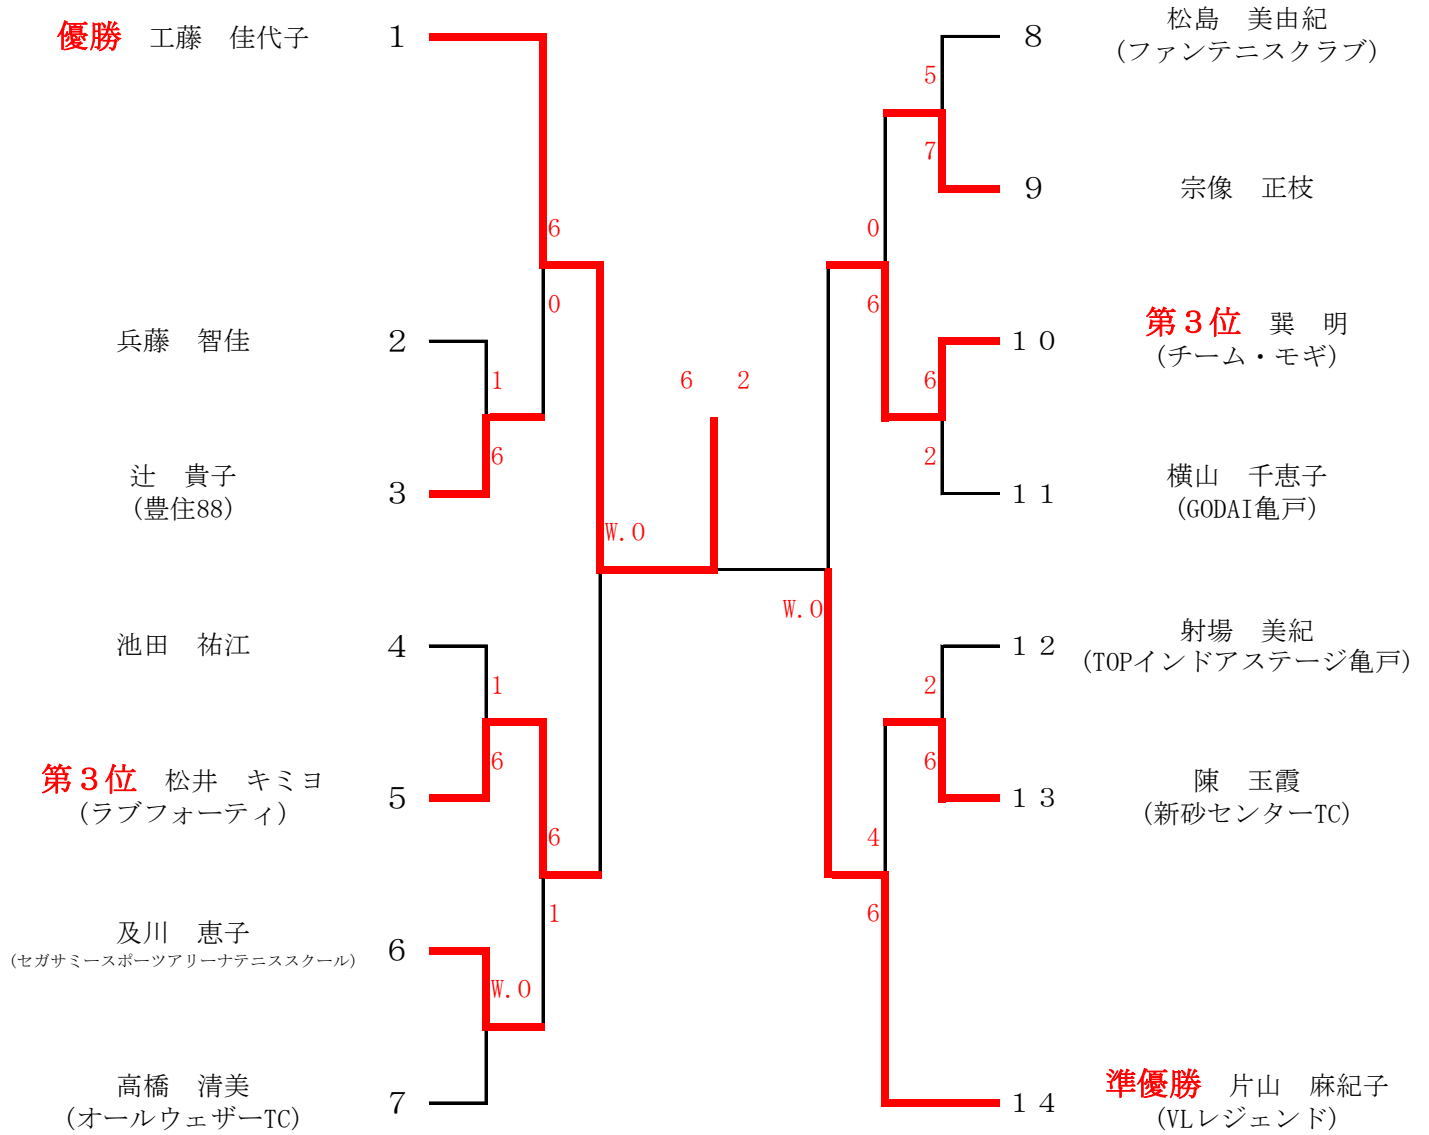 優勝　工藤　佳代子　１
6
0
兵藤　智佳　２
1
6
辻　貴子
(豊住88)
３
W.O
池田　祐江　４
1
6
第３位　松井　キミヨ
(ラブフォーティ)
５
6
1
及川　恵子
(セガサミースポーツアリーナテニススクール)
６
W.O
高橋　清美
(オールウェザーTC)
７
6　2
８　松島　美由紀
(ファンテニスクラブ)
5
7
９　宗像　正枝
0
6
１０　第３位　巽　明
(チーム・モギ)
6
2
１１　横山　千恵子
(GODAI亀戸)
W.O
１２　射場　美紀
(TOPインドアステージ亀戸)
2
6
１３　陳　玉霞
(新砂センターTC)
4
6
１４　準優勝　片山　麻紀子
(VLレジェンド)